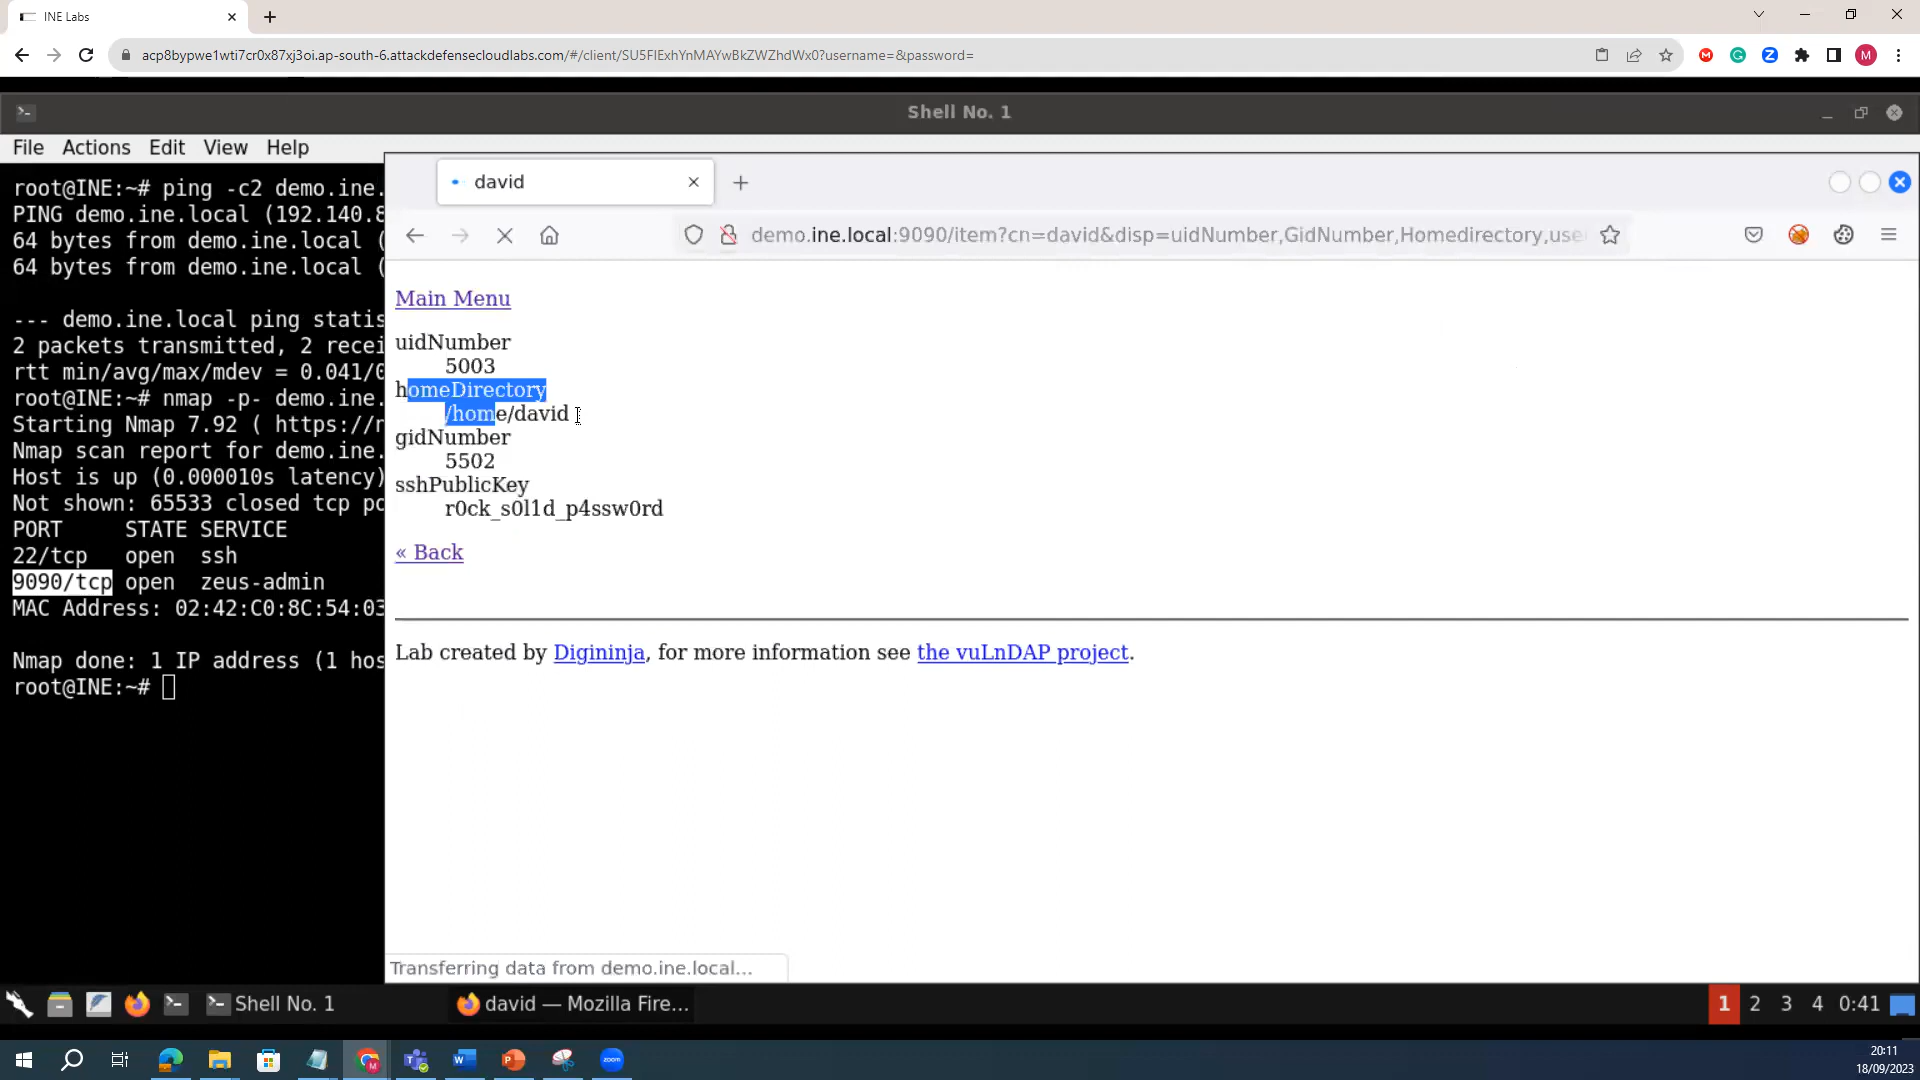 INE Labs
acp8bypwe1wti7cr0x87xj3oi.ap-south-6.attackdefensecloudlabs.com/#/client/SU5FIExhYnMAYwBkZWZhdWx0?username=&password=
Shell No. 1
File Actions Edit View Help
root@INE:~# ping -c2 demo.ine.
PING demo.ine.local (192.140.8
64 bytes from demo.ine.local (
64 bytes from demo.ine.local (
--- demo.ine.local ping statis
2 packets transmitted, 2 recei
rtt min/avg/max/mdev = 0.041/0
root@INE:~# nmap -p- demo.ine.
Starting Nmap 7.92 ( https://n
Nmap scan report for demo.ine.
Host is up (0.000010s latency)
Not shown: 65533 closed tcp po
PORT STATE SERVICE
22/tcp open ssh
9090/tcp open zeus-admin
MAC Address: 02:42:C0:8C:54:03
Nmap done: 1 IP address (1 hos
root@INE:~#
david
demo.ine.local:9090/item?cn=david&disp=uidNumber,GidNumber,Homedirectory,use
Main Menu
uidNumber
5003
homeDirectory
/home/david
gidNumber
5502
sshPublicKey
r0ck_s0l1d_p4ssw0rd
« Back
Lab created by Digininja, for more information see the vuLnDAP project.
Transferring data from demo.ine.local...
Shell No. 1
david — Mozilla Fire...
1 2 3 4 0:41
zoom
20:11
18/09/2023